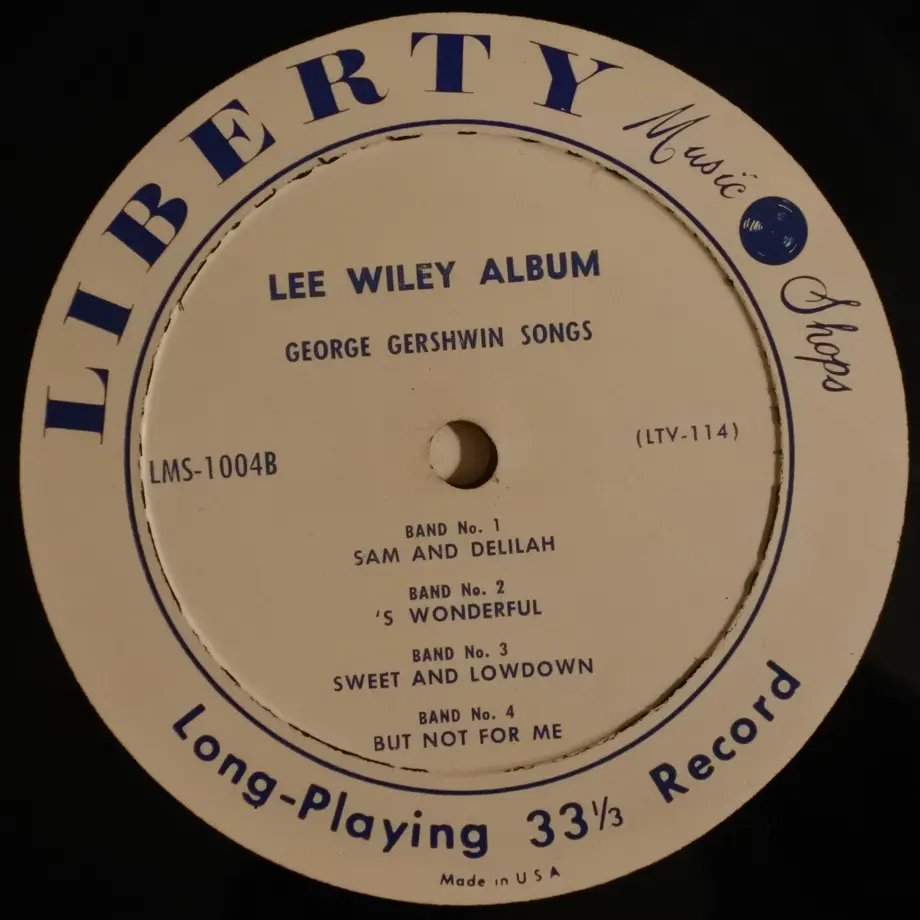 LIBERTY Music Shops
LEE WILEY ALBUM
GEORGE GERSHWIN SONGS
LMS-1004B
(LTV-114)
BAND No. 1
SAM AND DELILAH
BAND No. 2
'S WONDERFUL
BAND No. 3
SWEET AND LOWDOWN
BAND No. 4
BUT NOT FOR ME
Long-Playing 33⅓ Record
Made in U S A